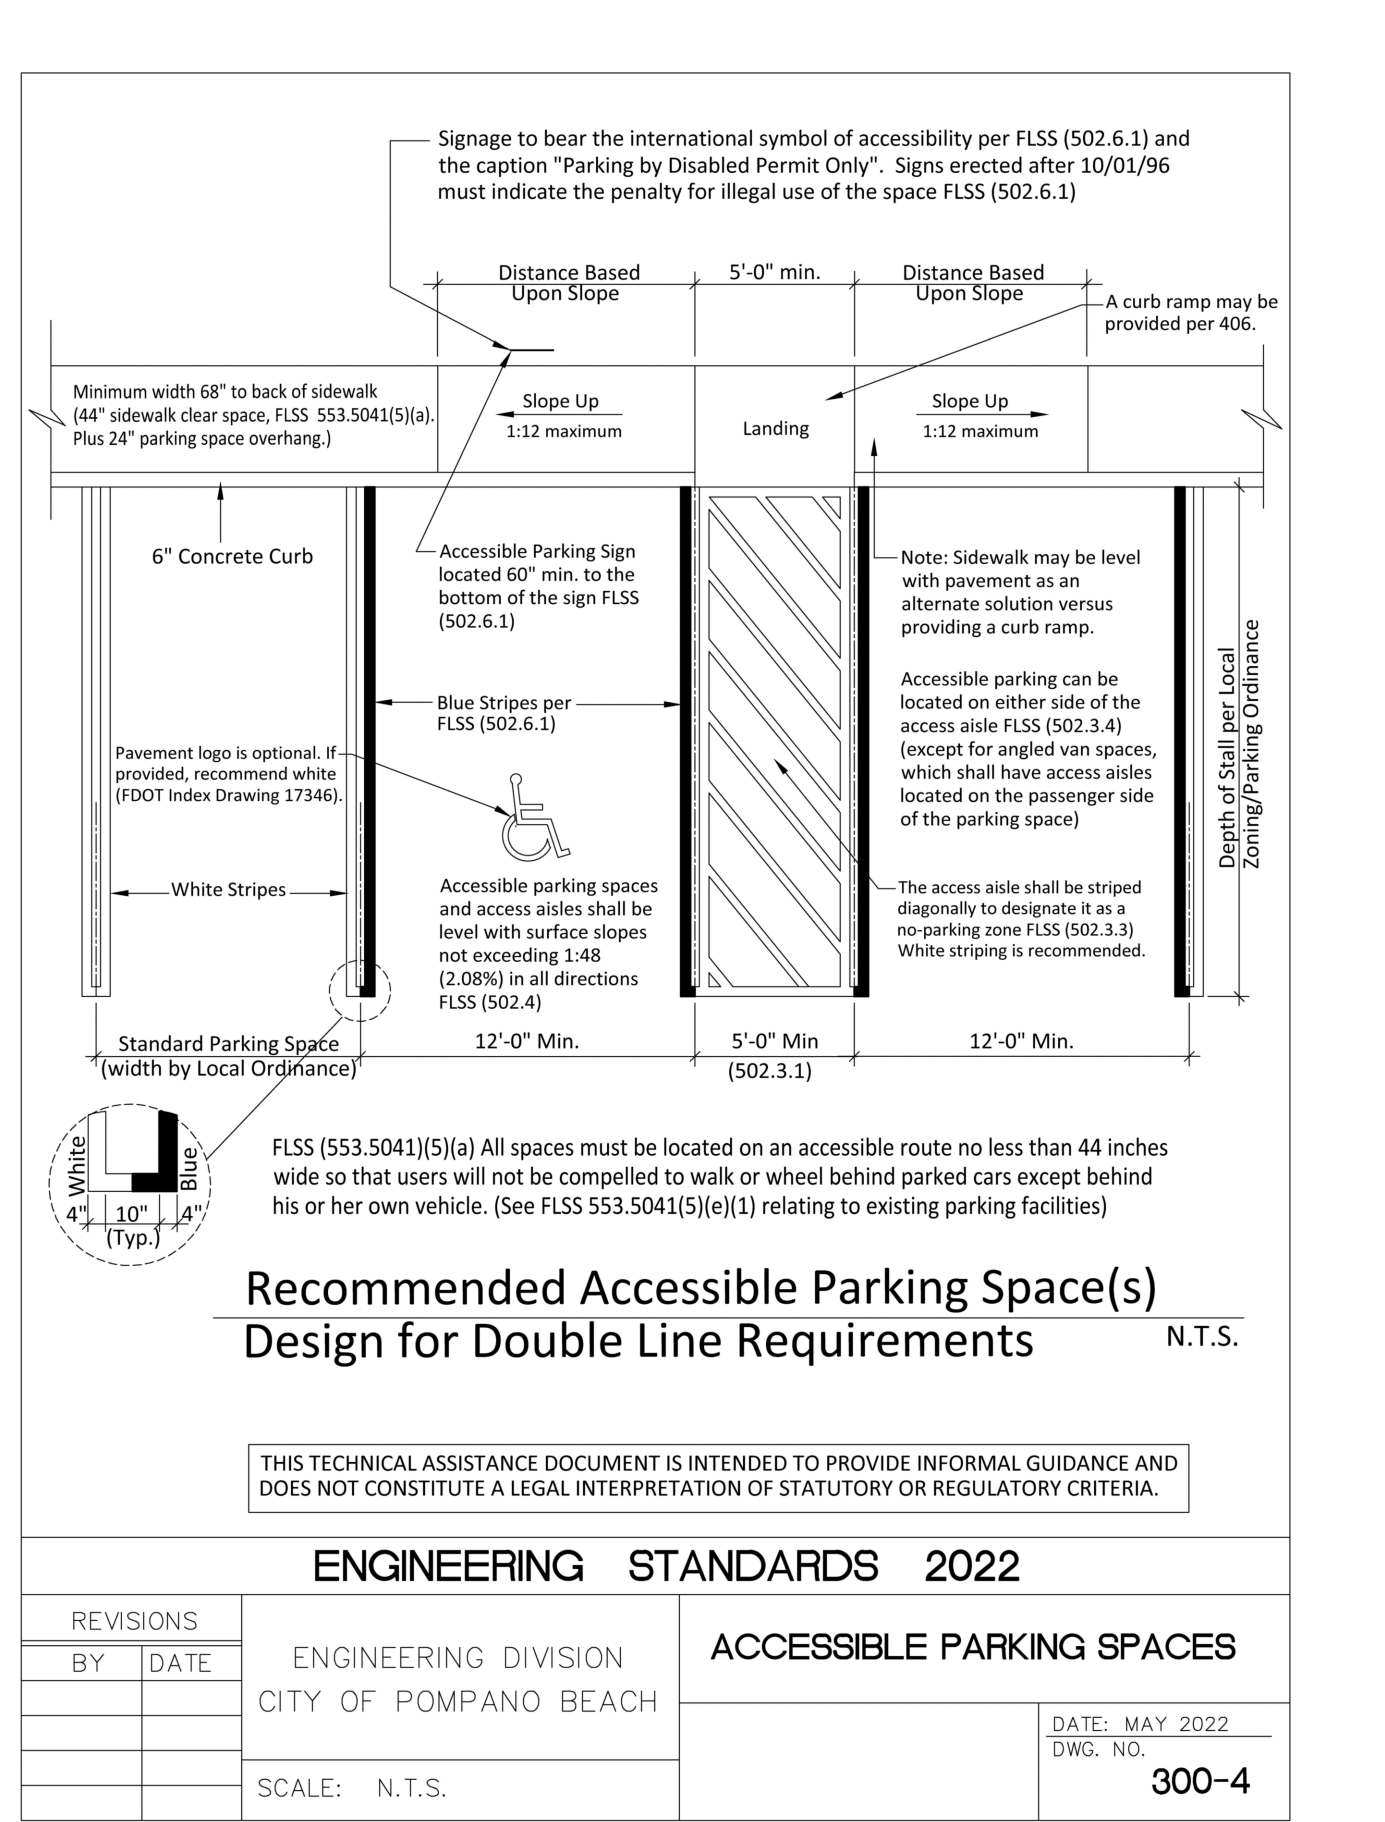 Signage to bear the international symbol of accessibility per FLSS (502.6.1) and
the caption "Parking by Disabled Permit Only".  Signs erected after 10/01/96
must indicate the penalty for illegal use of the space FLSS (502.6.1)
Distance Based
Upon Slope
5'-0" min.
Distance Based
Upon Slope
A curb ramp may be
provided per 406.
Minimum width 68" to back of sidewalk
(44" sidewalk clear space, FLSS  553.5041(5)(a).
Plus 24" parking space overhang.)
Slope Up
1:12 maximum
Landing
Slope Up
1:12 maximum
6" Concrete Curb
Accessible Parking Sign
located 60" min. to the
bottom of the sign FLSS
(502.6.1)
Note: Sidewalk may be level
with pavement as an
alternate solution versus
providing a curb ramp.
Accessible parking can be
located on either side of the
access aisle FLSS (502.3.4)
(except for angled van spaces,
which shall have access aisles
located on the passenger side
of the parking space)
Blue Stripes per
FLSS (502.6.1)
Pavement logo is optional. If
provided, recommend white
(FDOT Index Drawing 17346).
White Stripes
Accessible parking spaces
and access aisles shall be
level with surface slopes
not exceeding 1:48
(2.08%) in all directions
FLSS (502.4)
The access aisle shall be striped
diagonally to designate it as a
no-parking zone FLSS (502.3.3)
White striping is recommended.
Depth of Stall per Local
Zoning/Parking Ordinance
Standard Parking Space
(width by Local Ordinance)
12'-0" Min.
5'-0" Min
(502.3.1)
12'-0" Min.
White
Blue
4"
10"
4"
(Typ.)
FLSS (553.5041)(5)(a) All spaces must be located on an accessible route no less than 44 inches
wide so that users will not be compelled to walk or wheel behind parked cars except behind
his or her own vehicle. (See FLSS 553.5041(5)(e)(1) relating to existing parking facilities)
Recommended Accessible Parking Space(s)
Design for Double Line Requirements
N.T.S.
THIS TECHNICAL ASSISTANCE DOCUMENT IS INTENDED TO PROVIDE INFORMAL GUIDANCE AND
DOES NOT CONSTITUTE A LEGAL INTERPRETATION OF STATUTORY OR REGULATORY CRITERIA.
ENGINEERING STANDARDS 2022
REVISIONS
BY
DATE
ENGINEERING DIVISION
CITY OF POMPANO BEACH
SCALE: N.T.S.
ACCESSIBLE PARKING SPACES
DATE: MAY 2022
DWG. NO.
300-4